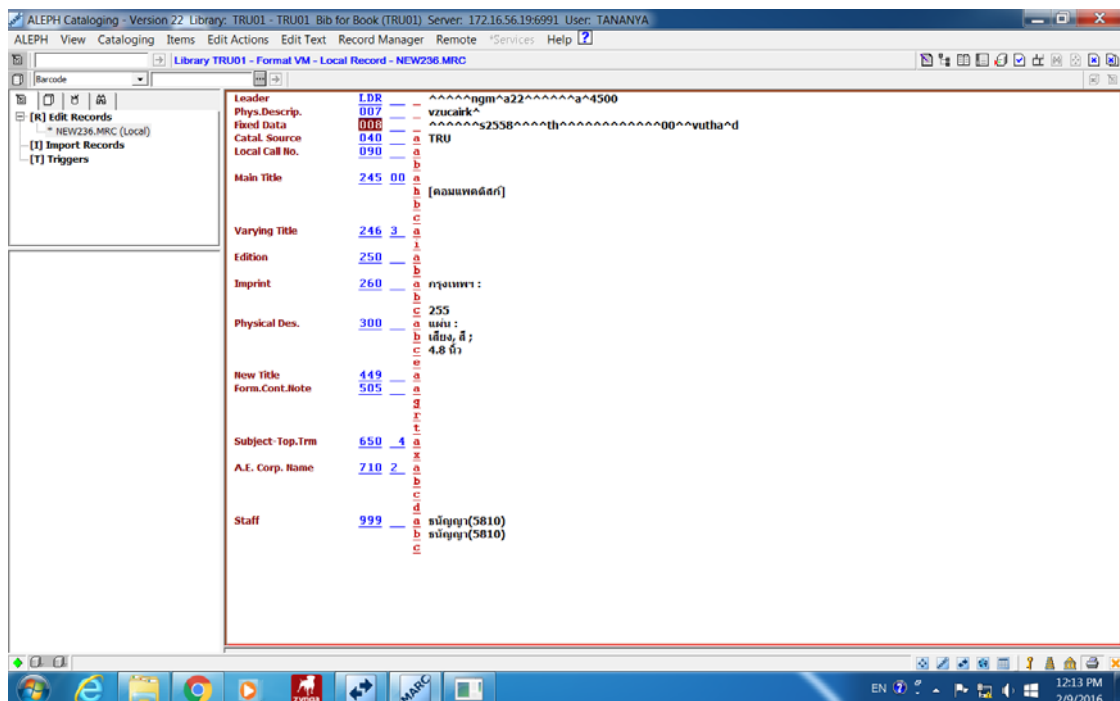 ALEPH Cataloging - Version 22 Library: TRU01 - TRU01 Bib for Book (TRU01) Server: 172.16.56.19:6991 User: TANANYA
ALEPH View Cataloging Items Edit Actions Edit Text Record Manager Remote *Services Help ?
Library TRU01 - Format VM - Local Record - NEW236.MRC
Barcode
[R] Edit Records
* NEW236.MRC (Local)
[I] Import Records
[T] Triggers
Leader LDR ^^^^^ngm^a22^^^^^^a^4500
Phys.Descrip. 007 vzucairk^
Fixed Data 008 ^^^^^^s2558^^^^th^^^^^^^^^^^^00^^vutha^d
Catal. Source 040 a TRU
Local Call No. 090 a
b
Main Title 245 00 a
h [คอมแพคดิสก์]
b
c
Varying Title 246 3 a
i
Edition 250 a
b
Imprint 260 a กรุงเทพฯ :
b
c 255
Physical Des. 300 a แผ่น :
b เสียง, สี ;
c 4.8 นิ้ว
e
New Title 449 a
Form.Cont.Note 505 a
g
r
t
Subject-Top.Trm 650 4 a
x
A.E. Corp. Name 710 2 a
b
c
d
Staff 999 a ธนัญญา(5810)
b ธนัญญา(5810)
c
zynga MARC EN 12:13 PM
2/9/2016